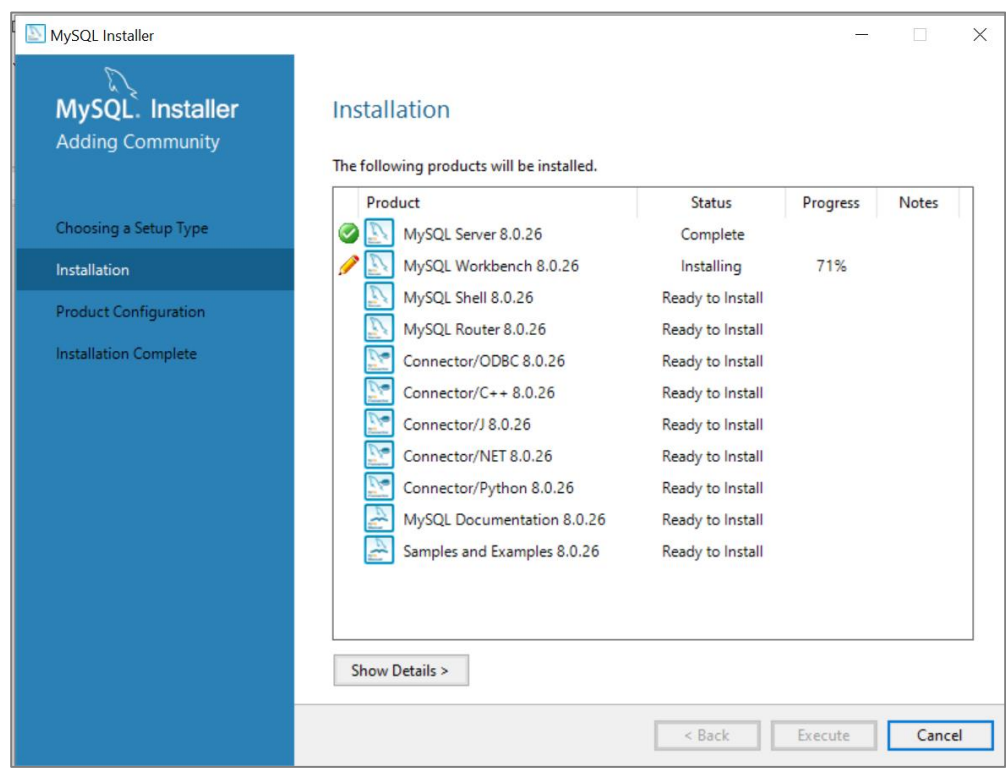 MySQL Installer
MySQL. Installer
Adding Community
Choosing a Setup Type
Installation
Product Configuration
Installation Complete
Installation
The following products will be installed.
Product Status Progress Notes
MySQL Server 8.0.26 Complete
MySQL Workbench 8.0.26 Installing 71%
MySQL Shell 8.0.26 Ready to Install
MySQL Router 8.0.26 Ready to Install
Connector/ODBC 8.0.26 Ready to Install
Connector/C++ 8.0.26 Ready to Install
Connector/J 8.0.26 Ready to Install
Connector/NET 8.0.26 Ready to Install
Connector/Python 8.0.26 Ready to Install
MySQL Documentation 8.0.26 Ready to Install
Samples and Examples 8.0.26 Ready to Install
Show Details >
< Back Execute Cancel